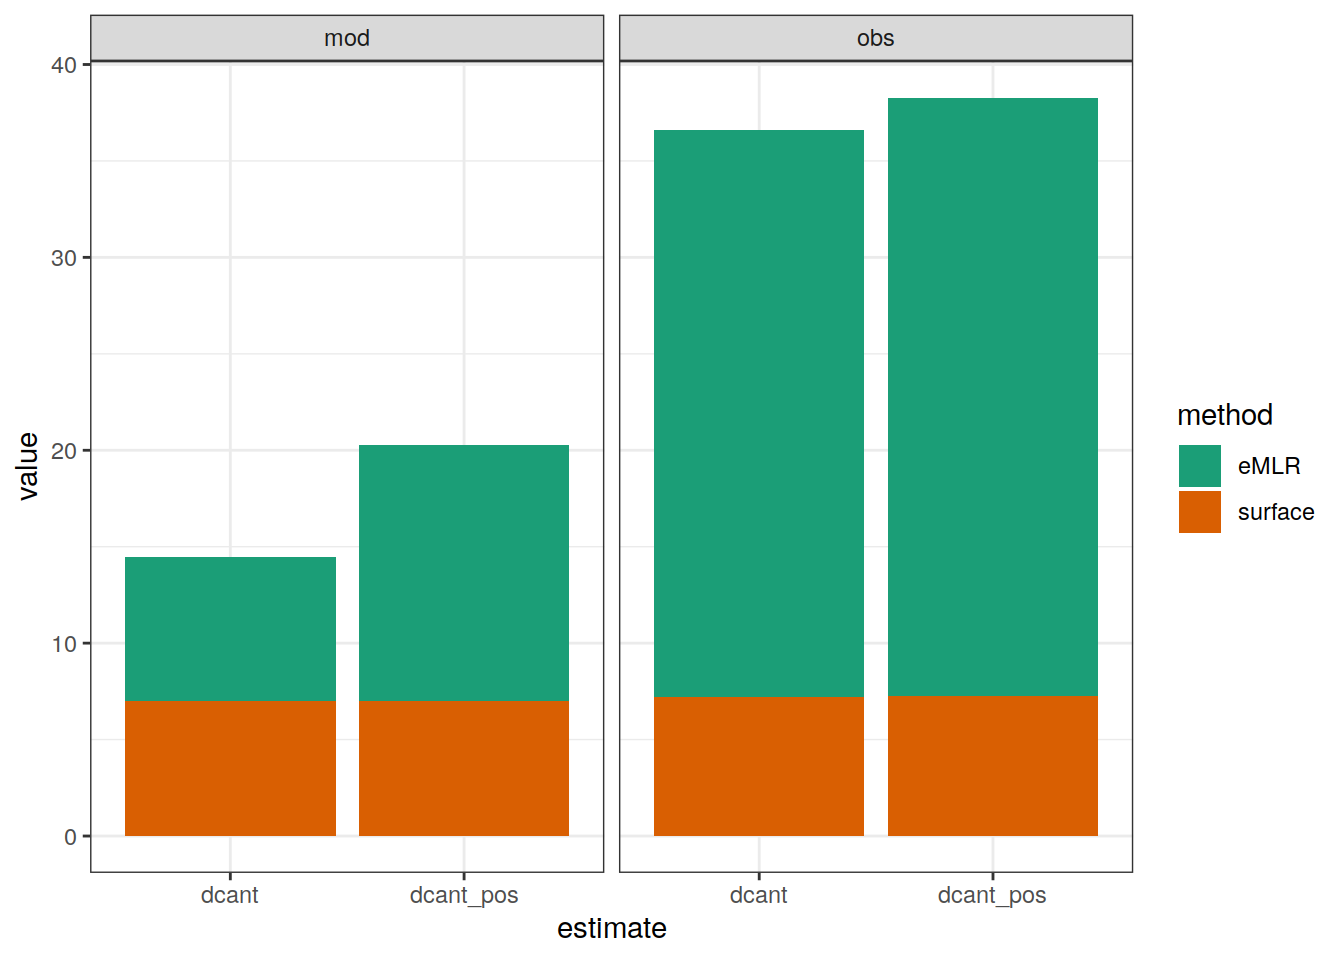 mod
obs
40
30
20
10
0
value
dcant
dcant_pos
dcant
dcant_pos
estimate
method
eMLR
surface